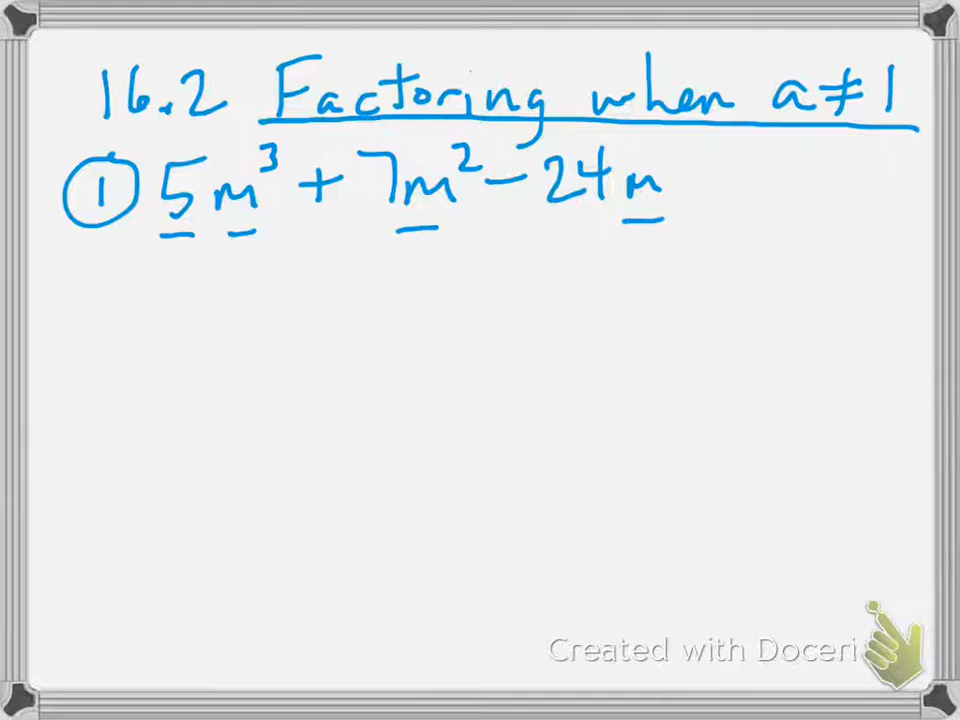 16.2 Factoring when a≠1
① 5m³ + 7m² - 24m
Created with Doceri